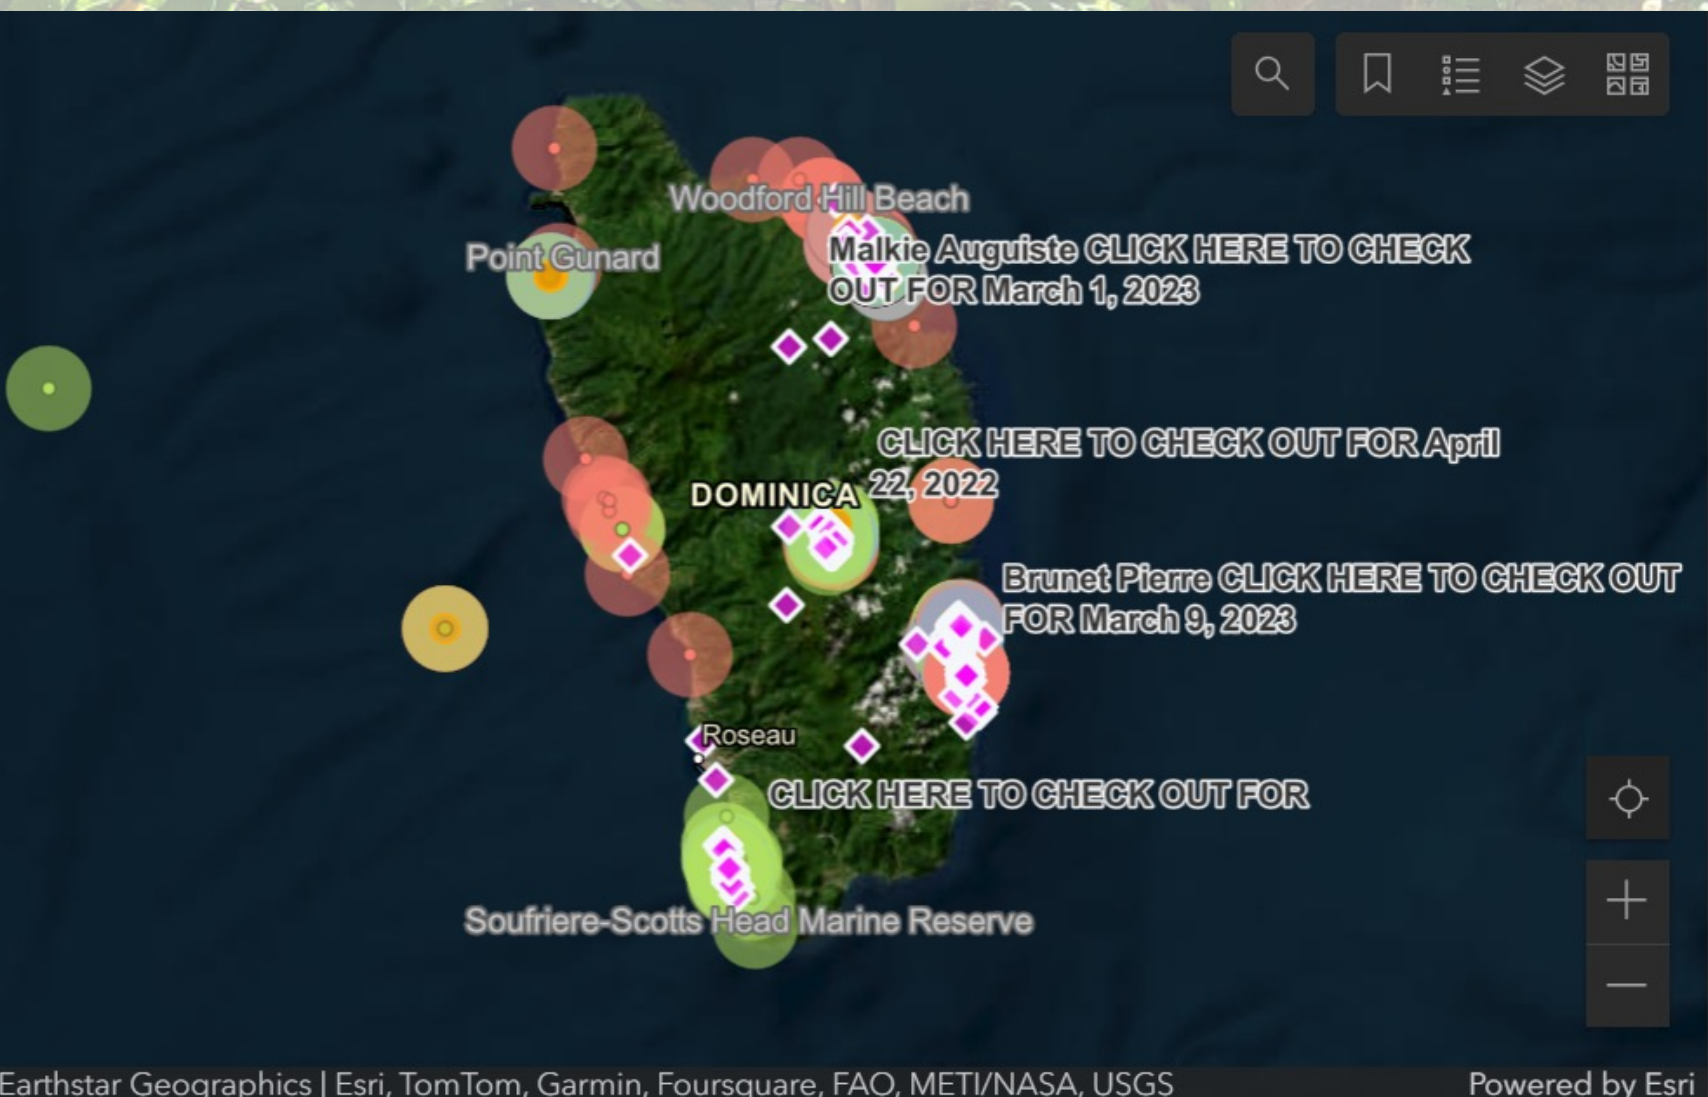 Woodford Hill Beach
Point Gunard
Malkie Auguiste CLICK HERE TO CHECK
OUT FOR March 1, 2023
CLICK HERE TO CHECK OUT FOR April
22, 2022
DOMINICA
Brunet Pierre CLICK HERE TO CHECK OUT
FOR March 9, 2023
Roseau
CLICK HERE TO CHECK OUT FOR
Soufriere-Scotts Head Marine Reserve
Earthstar Geographics | Esri, TomTom, Garmin, Foursquare, FAO, METI/NASA, USGS
Powered by Esri